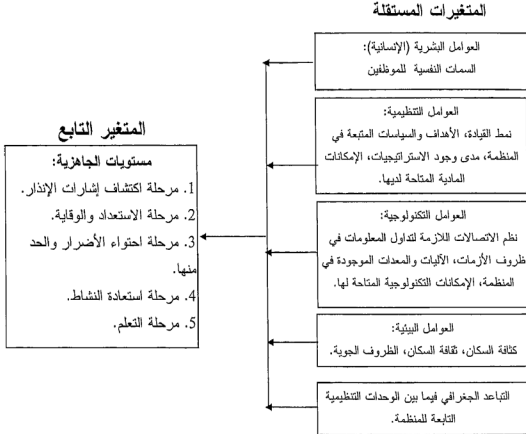 المتغيرات المستقلة
العوامل البشرية (الإنسانية):
السمات النفسية للموظفين
العوامل التنظيمية:
نمط القيادة، الأهداف والسياسات المتبعة في
المنظمة، مدى وجود الاستراتيجيات، الإمكانات
المادية المتاحة لديها.
العوامل التكنولوجية:
نظم الاتصالات اللازمة لتداول المعلومات في
ظروف الأزمات، الآليات والمعدات الموجودة في
المنظمة، الإمكانات التكنولوجية المتاحة لها.
العوامل البيئية:
كثافة السكان، ثقافة السكان، الظروف الجوية.
التباعد الجغرافي فيما بين الوحدات التنظيمية
التابعة للمنظمة.
المتغير التابع
مستويات الجاهزية:
1. مرحلة اكتشاف إشارات الإنذار.
2. مرحلة الاستعداد والوقاية.
3. مرحلة احتواء الأضرار والحد
منها.
4. مرحلة استعادة النشاط.
5. مرحلة التعلم.